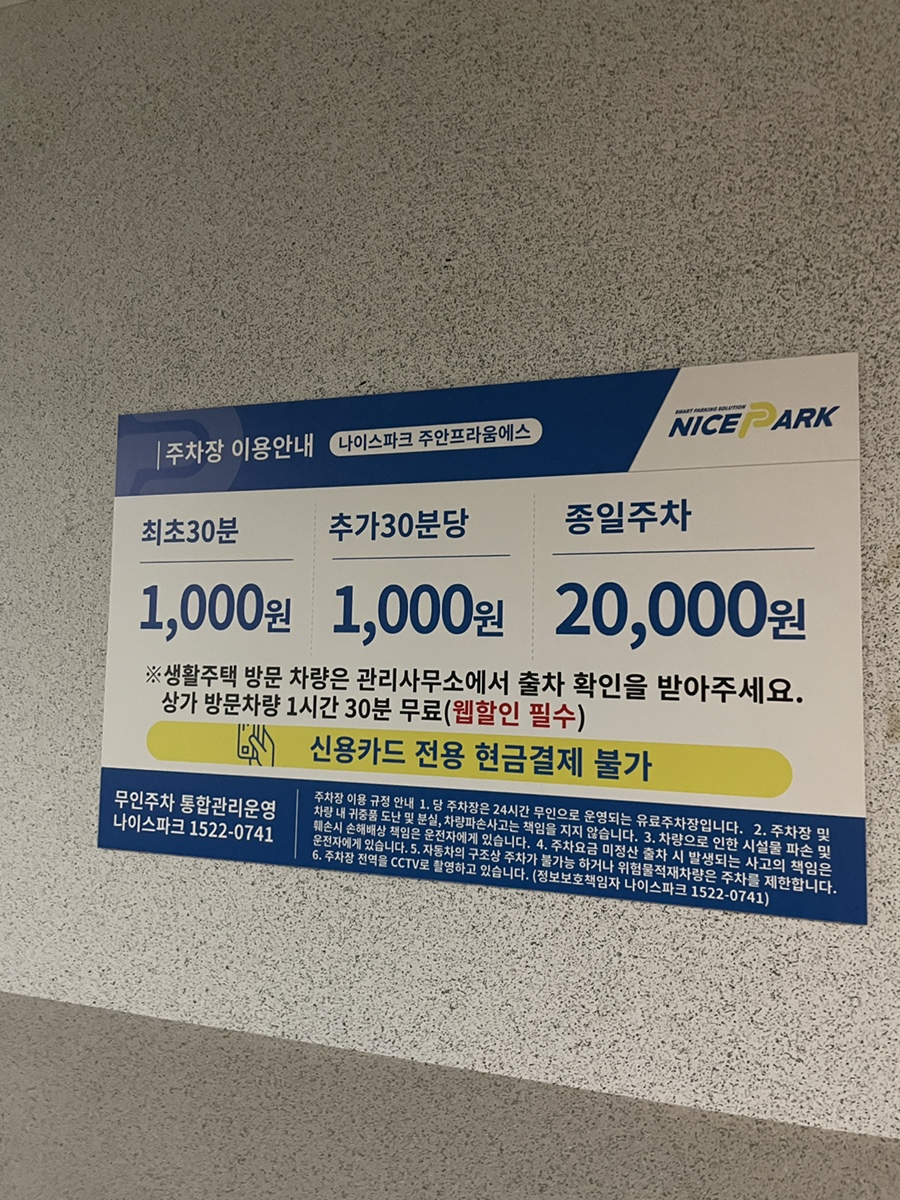 주차장 이용안내 나이스파크 주안프라움에스
SMART PARKING SOLUTION
NICEPARK
최초30분
1,000원
추가30분당
1,000원
종일주차
20,000원
※생활주택 방문 차량은 관리사무소에서 출차 확인을 받아주세요.
상가 방문차량 1시간 30분 무료(웹할인 필수)
신용카드 전용 현금결제 불가
무인주차 통합관리운영
나이스파크 1522-0741
주차장 이용 규정 안내 1. 당 주차장은 24시간 무인으로 운영되는 유료주차장입니다. 2. 주차장 및
차량 내 귀중품 도난 및 분실, 차량파손사고는 책임을 지지 않습니다. 3. 차량으로 인한 시설물 파손 및
훼손시 손해배상 책임은 운전자에게 있습니다. 4. 주차요금 미정산 출차 시 발생되는 사고의 책임은
운전자에게 있습니다. 5. 자동차의 구조상 주차가 불가능 하거나 위험물적재차량은 주차를 제한합니다.
6. 주차장 전역을 CCTV로 촬영하고 있습니다. (정보보호책임자 나이스파크 1522-0741)